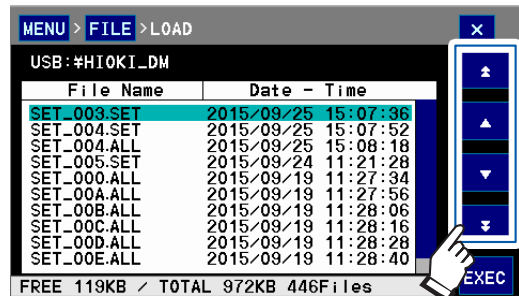 MENU > FILE >LOAD
USB:¥HIOKI_DM
File Name Date - Time
SET_003.SET 2015/09/25 15:07:36
SET_004.SET 2015/09/25 15:07:52
SET_004.ALL 2015/09/25 15:08:18
SET_005.SET 2015/09/24 11:21:28
SET_000.ALL 2015/09/19 11:27:34
SET_00A.ALL 2015/09/19 11:27:56
SET_00B.ALL 2015/09/19 11:28:06
SET_00C.ALL 2015/09/19 11:28:16
SET_00D.ALL 2015/09/19 11:28:28
SET_00E.ALL 2015/09/19 11:28:40
FREE 119KB / TOTAL 972KB 446Files
EXEC